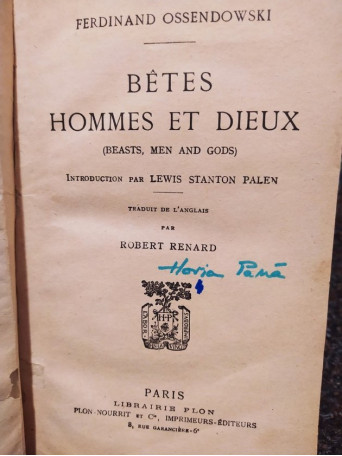 FERDINAND OSSENDOWSKI
BÊTES
HOMMES ET DIEUX
(BEASTS, MEN AND GODS)
INTRODUCTION PAR LEWIS STANTON PALEN
TRADUIT DE L'ANGLAIS
PAR
ROBERT RENARD
Horia Pană
PARIS
LIBRAIRIE PLON
PLON-NOURRIT ET Cie, IMPRIMEURS-ÉDITEURS
8, RUE GARANCIÈRE-6e